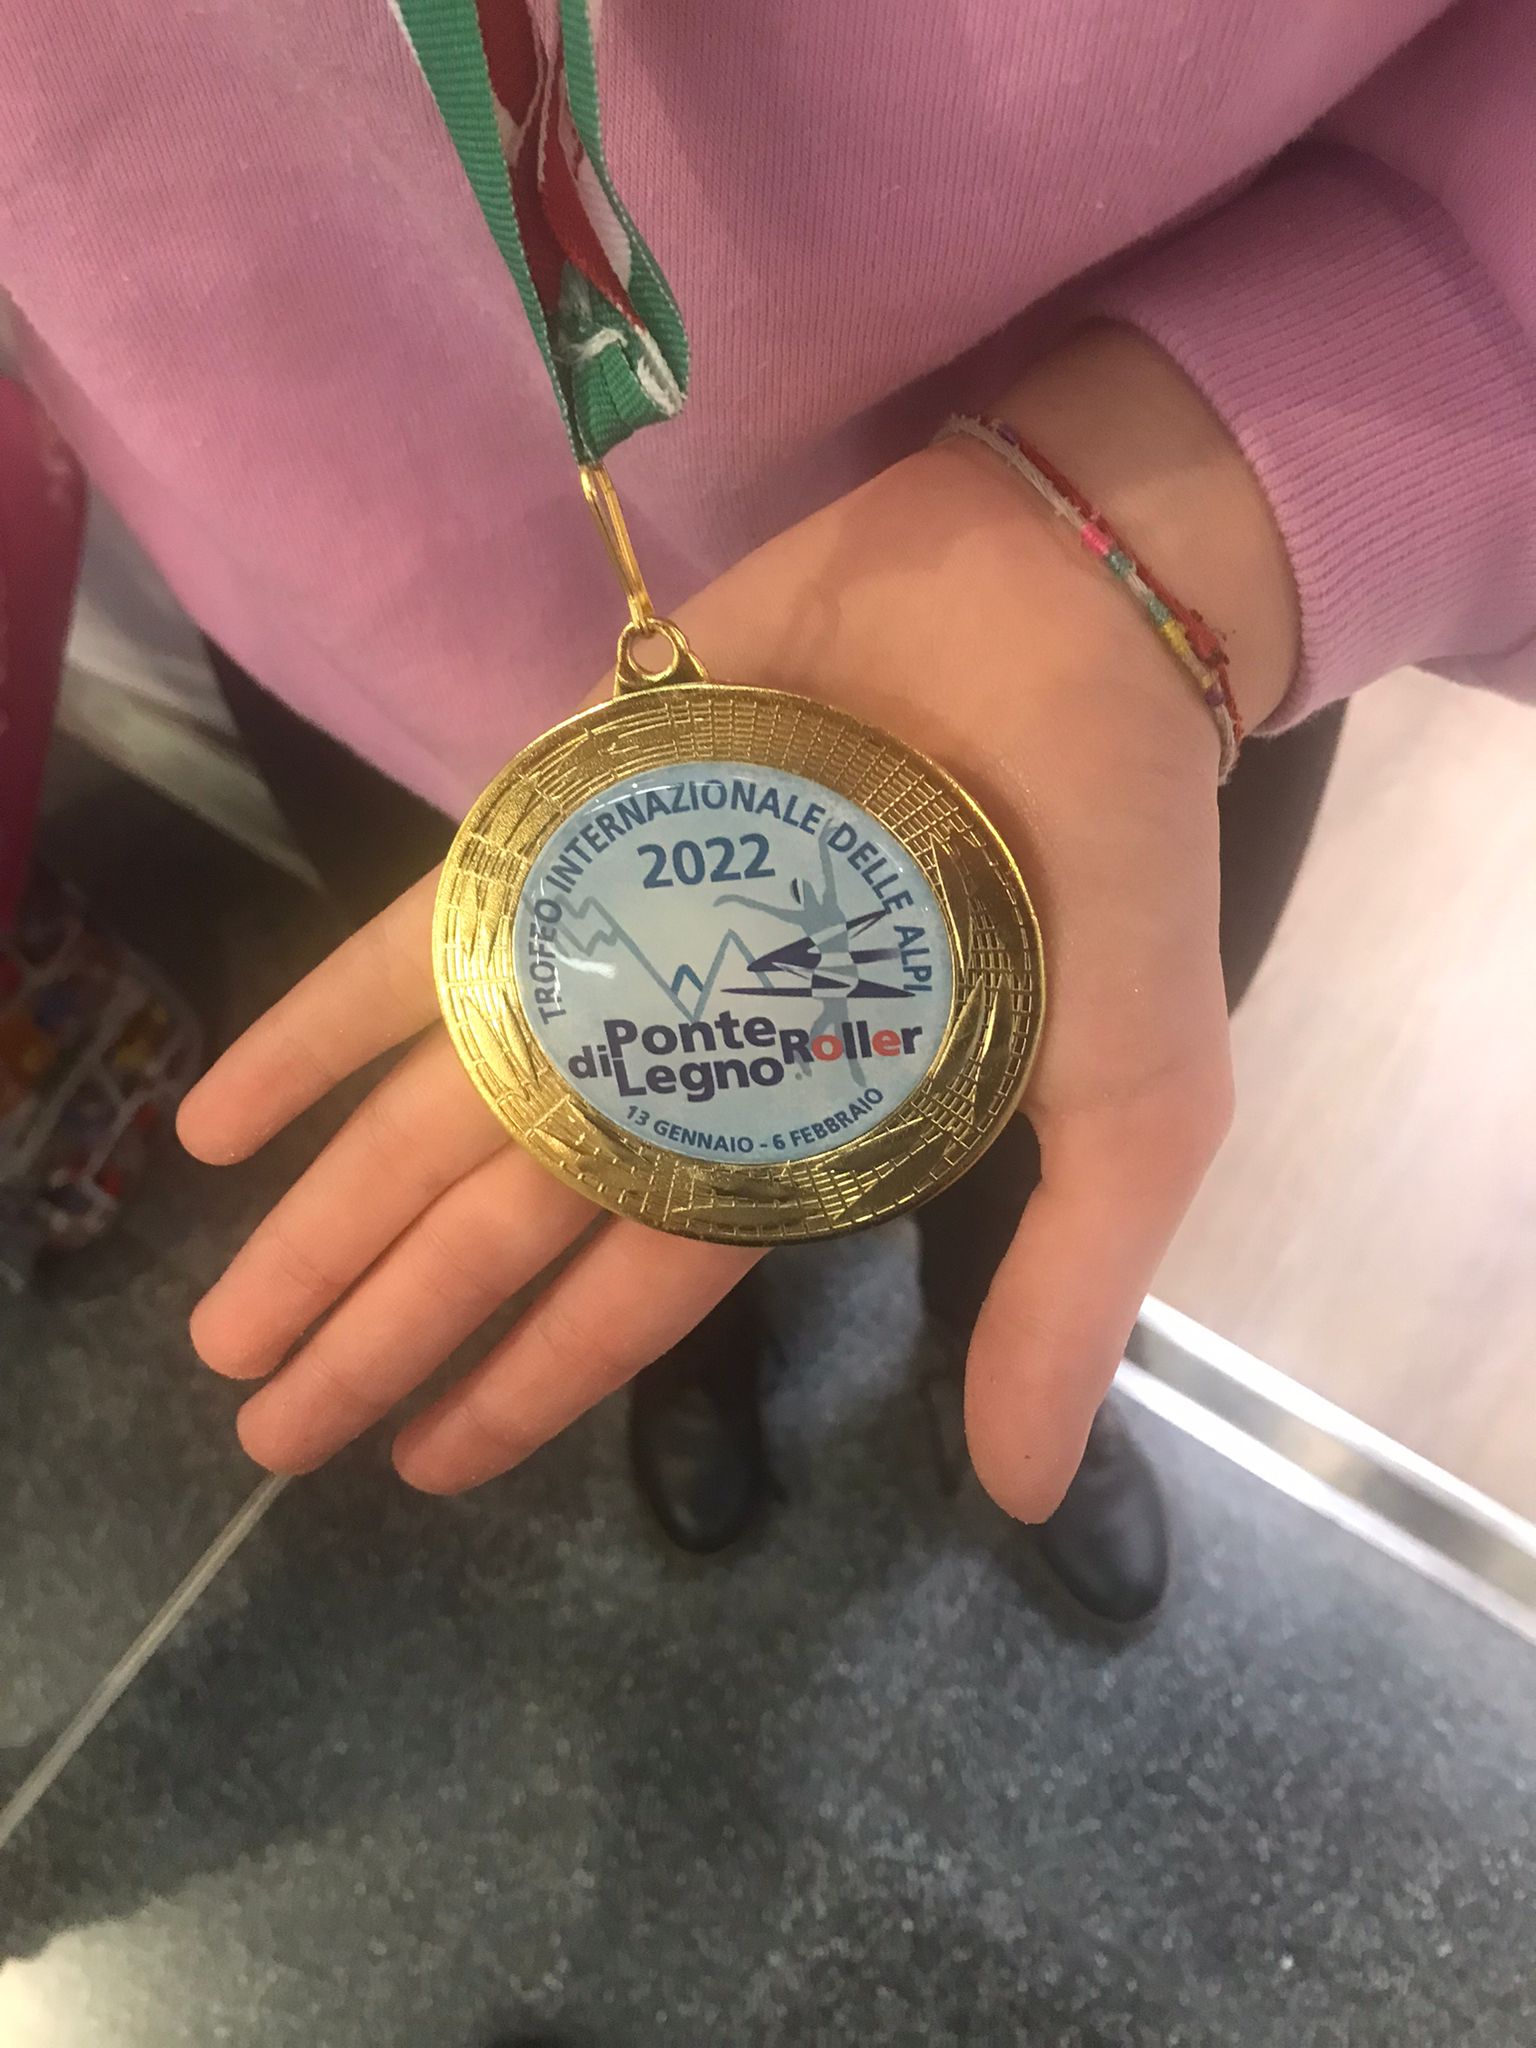 TROFEO INTERNAZIONALE DELLE ALPI
2022
Ponte
di Legno Roller
13 GENNAIO - 6 FEBBRAIO